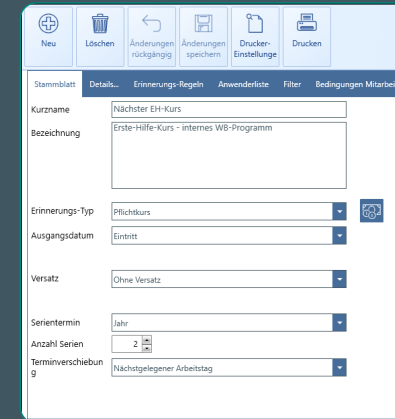 Neu
Löschen
Änderungen
rückgängig
Änderungen
speichern
Drucker-
Einstellunge
Drucken
Stammblatt Details... Erinnerungs-Regeln Anwenderliste Filter Bedingungen Mitarbei
Kurzname Nächster EH-Kurs
Bezeichnung Erste-Hilfe-Kurs - internes WB-Programm
Erinnerungs-Typ Pflichtkurs
Ausgangsdatum Eintritt
Versatz Ohne Versatz
Serientermin Jahr
Anzahl Serien 2
Terminverschiebun
g
Nächstgelegener Arbeitstag